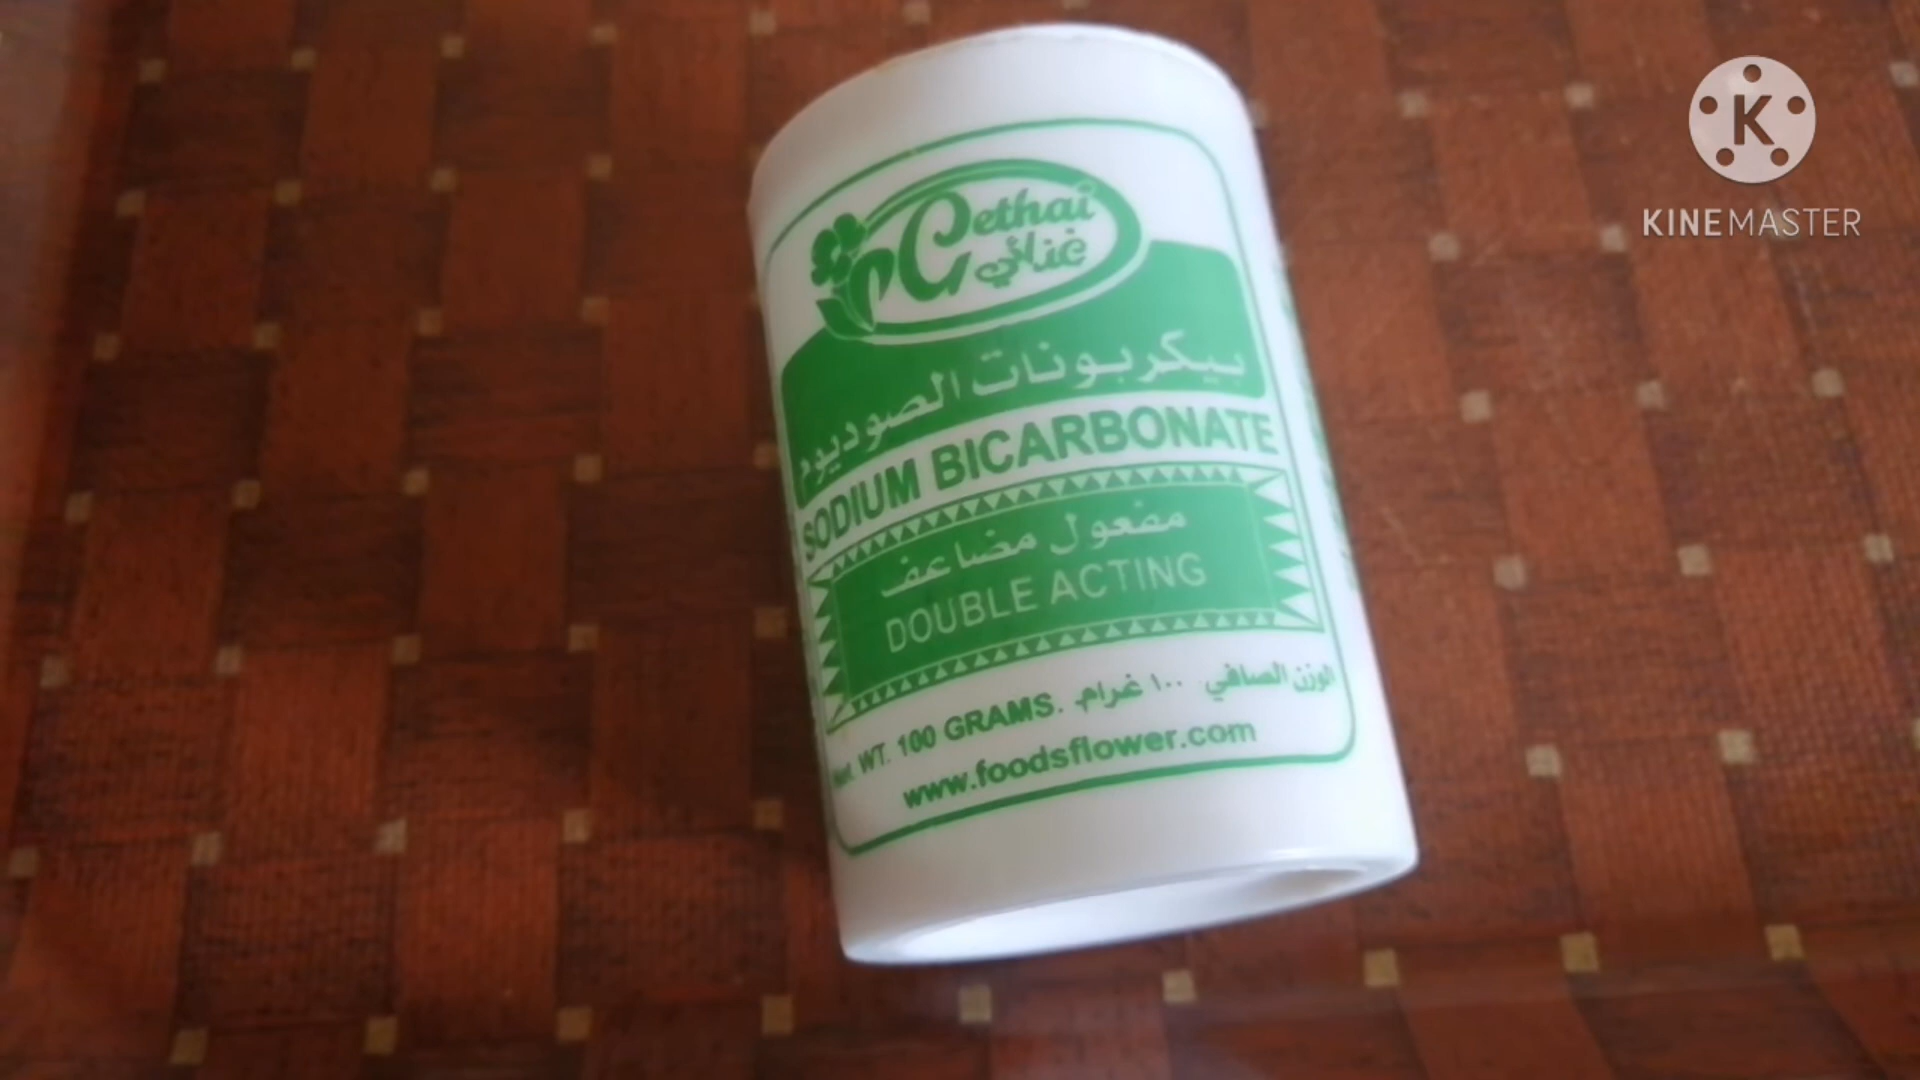 Gethai
غذائي
بيكربونات الصوديوم
SODIUM BICARBONATE
مفعول مضاعف
DOUBLE ACTING
Net. WT. 100 GRAMS. الوزن الصافي ١٠٠ غرام
www.foodsflower.com
K
KINEMASTER